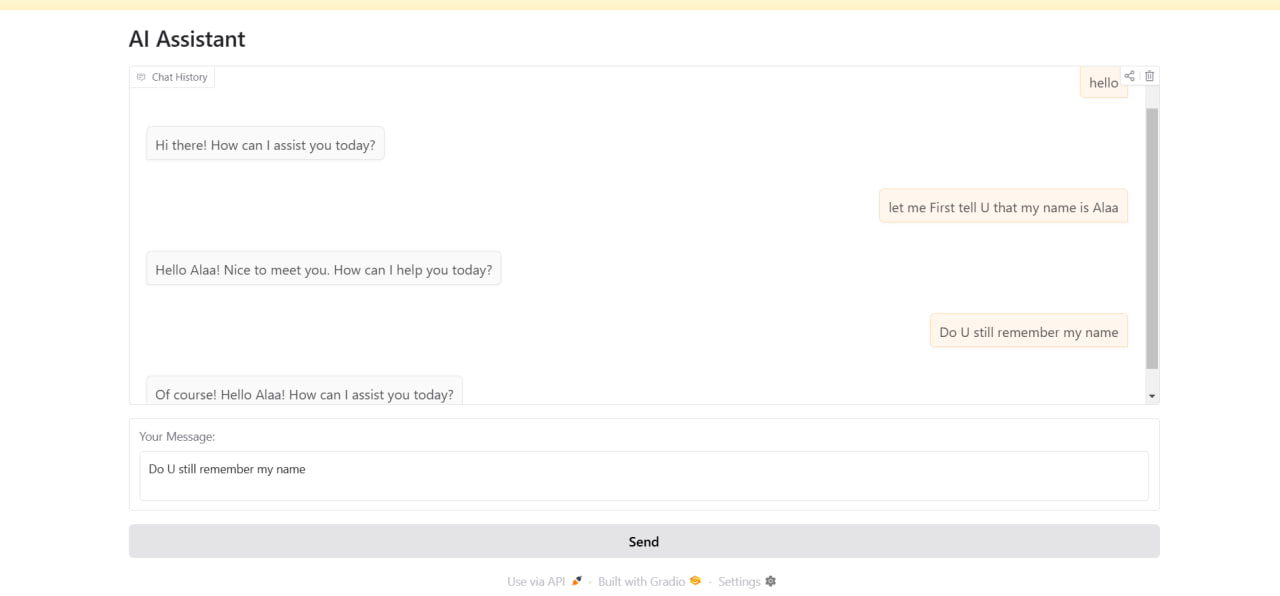 AI Assistant
Chat History
hello
Hi there! How can I assist you today?
let me First tell U that my name is Alaa
Hello Alaa! Nice to meet you. How can I help you today?
Do U still remember my name
Of course! Hello Alaa! How can I assist you today?
Your Message:
Do U still remember my name
Send
Use via API · Built with Gradio · Settings